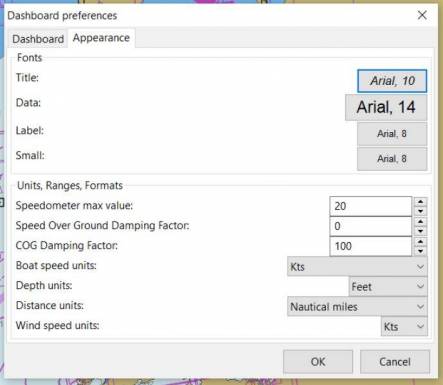 Dashboard preferences
Dashboard Appearance
Fonts
Title: Arial, 10
Data: Arial, 14
Label: Arial, 8
Small: Arial, 8
Units, Ranges, Formats
Speedometer max value: 20
Speed Over Ground Damping Factor: 0
COG Damping Factor: 100
Boat speed units: Kts
Depth units: Feet
Distance units: Nautical miles
Wind speed units: Kts
OK Cancel